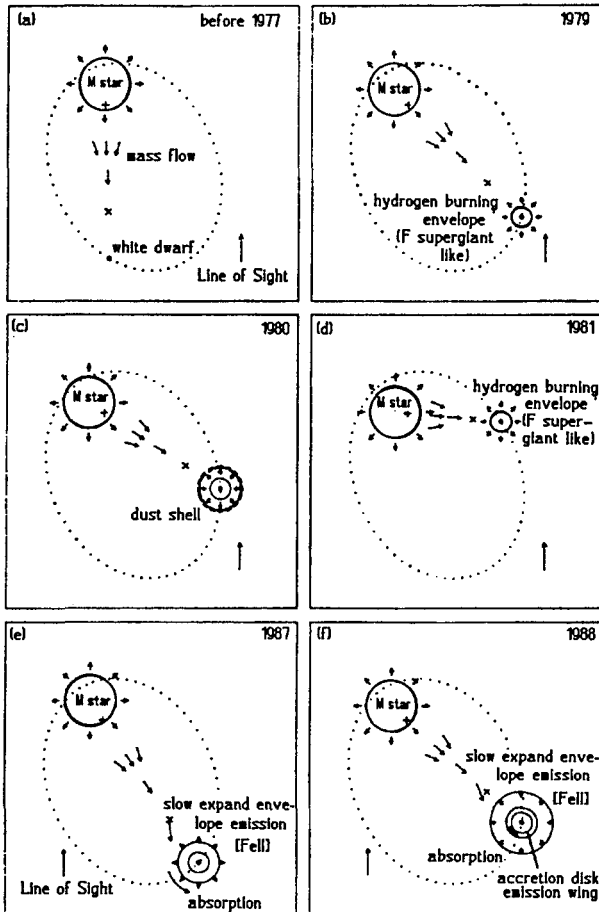 (a)
before 1977
M star
mass flow
white dwarf
Line of Sight
(b)
1979
M star
hydrogen burning
envelope
(F supergiant
like)
(c)
1980
M star
dust shell
(d)
1981
M star
hydrogen burning
envelope
(F super-
giant like)
(e)
1987
M star
slow expand enve-
lope emission
[FeII]
Line of Sight
absorption
(f)
1988
M star
slow expand enve-
lope emission
[FeII]
absorption
accretion disk
emission wing